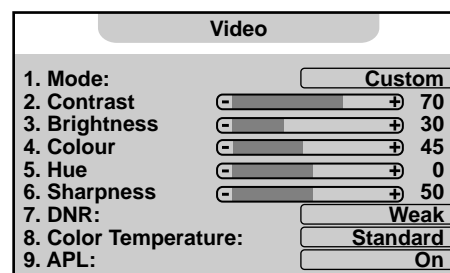 Video
1. Mode: Custom
2. Contrast - + 70
3. Brightness - + 30
4. Colour - + 45
5. Hue - + 0
6. Sharpness - + 50
7. DNR: Weak
8. Color Temperature: Standard
9. APL: On